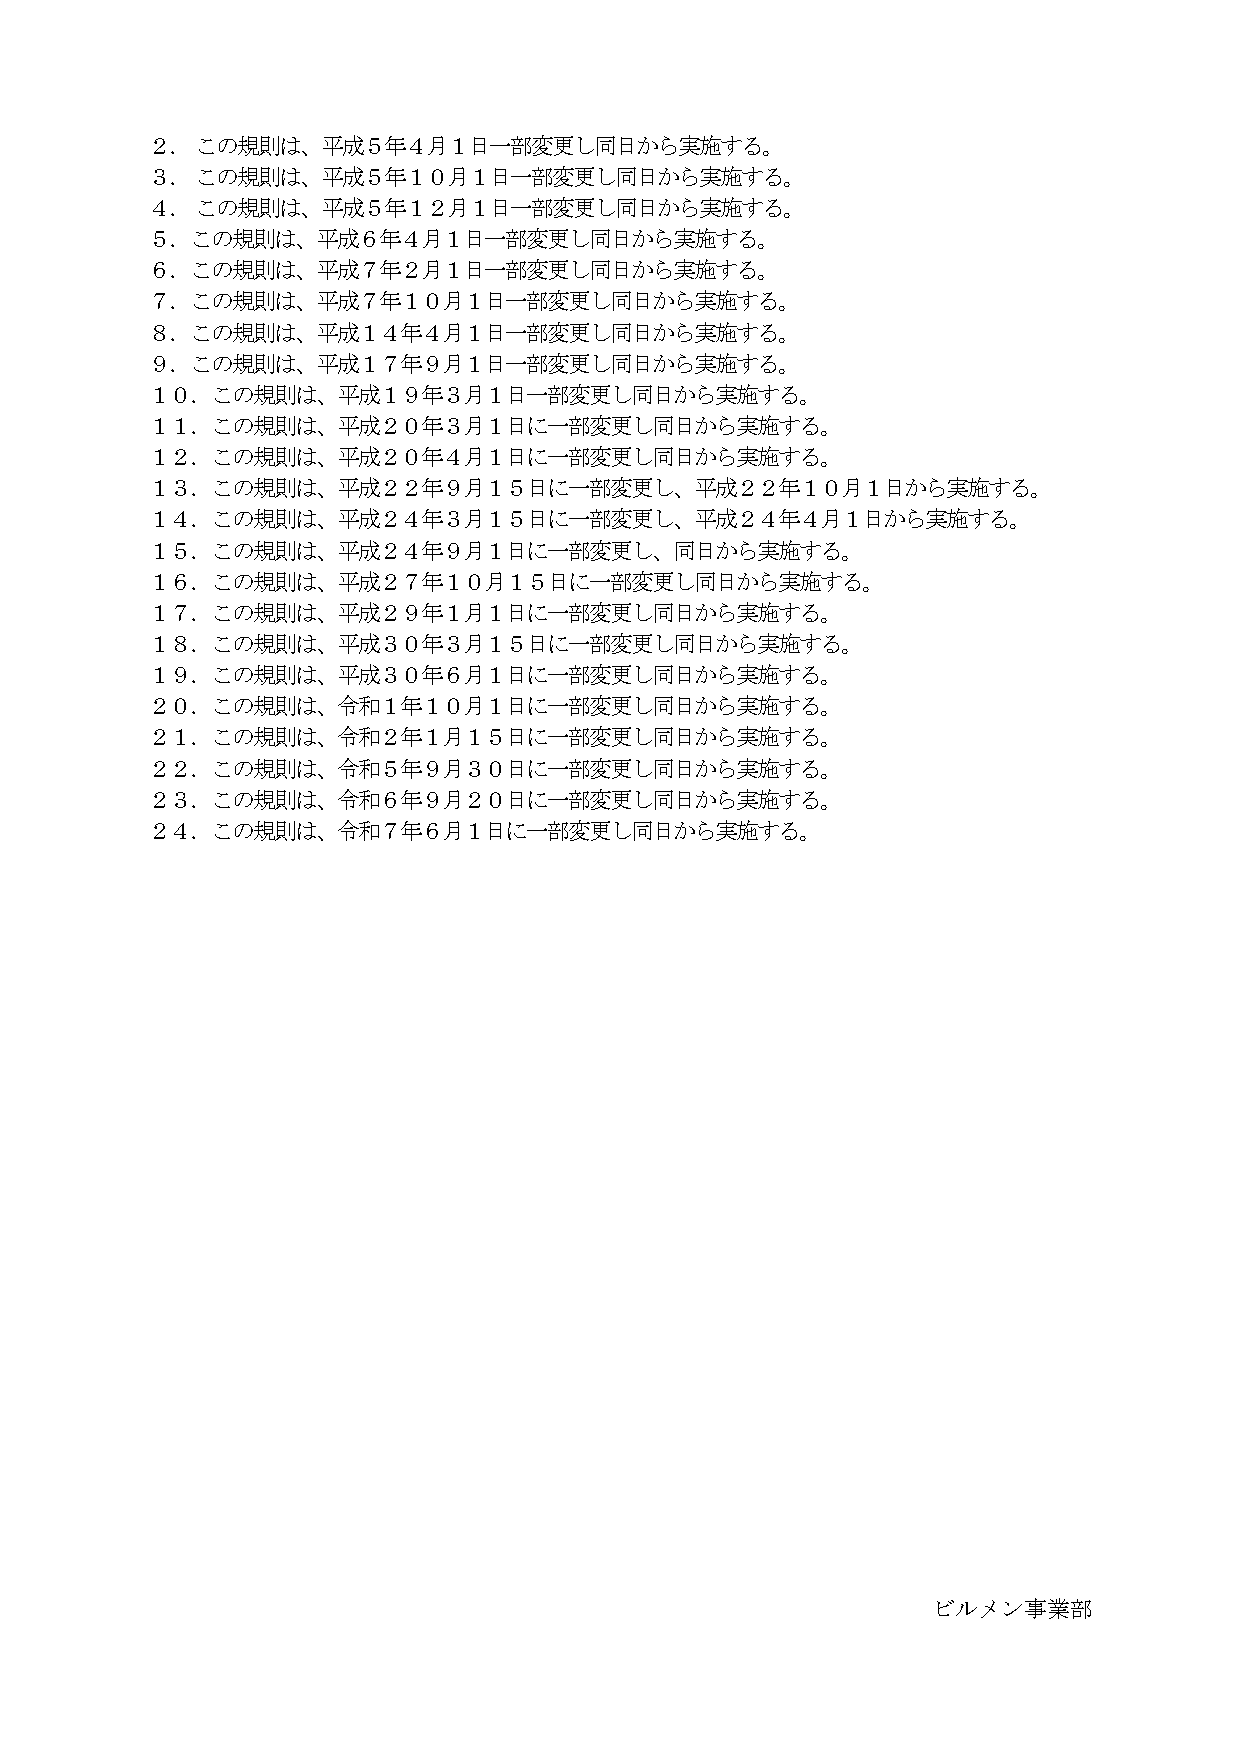 ２． この規則は、平成５年４月１日一部変更し同日から実施する。
３． この規則は、平成５年１０月１日一部変更し同日から実施する。
４． この規則は、平成５年１２月１日一部変更し同日から実施する。
５．この規則は、平成６年４月１日一部変更し同日から実施する。
６．この規則は、平成７年２月１日一部変更し同日から実施する。
７．この規則は、平成７年１０月１日一部変更し同日から実施する。
８．この規則は、平成１４年４月１日一部変更し同日から実施する。
９．この規則は、平成１７年９月１日一部変更し同日から実施する。
１０．この規則は、平成１９年３月１日一部変更し同日から実施する。
１１．この規則は、平成２０年３月１日に一部変更し同日から実施する。
１２．この規則は、平成２０年４月１日に一部変更し同日から実施する。
１３．この規則は、平成２２年９月１５日に一部変更し、平成２２年１０月１日から実施する。
１４．この規則は、平成２４年３月１５日に一部変更し、平成２４年４月１日から実施する。
１５．この規則は、平成２４年９月１日に一部変更し、同日から実施する。
１６．この規則は、平成２７年１０月１５日に一部変更し同日から実施する。
１７．この規則は、平成２９年１月１日に一部変更し同日から実施する。
１８．この規則は、平成３０年３月１５日に一部変更し同日から実施する。
１９．この規則は、平成３０年６月１日に一部変更し同日から実施する。
２０．この規則は、令和１年１０月１日に一部変更し同日から実施する。
２１．この規則は、令和２年１月１５日に一部変更し同日から実施する。
２２．この規則は、令和５年９月３０日に一部変更し同日から実施する。
２３．この規則は、令和６年９月２０日に一部変更し同日から実施する。
２４．この規則は、令和７年６月１日に一部変更し同日から実施する。
ビルメン事業部